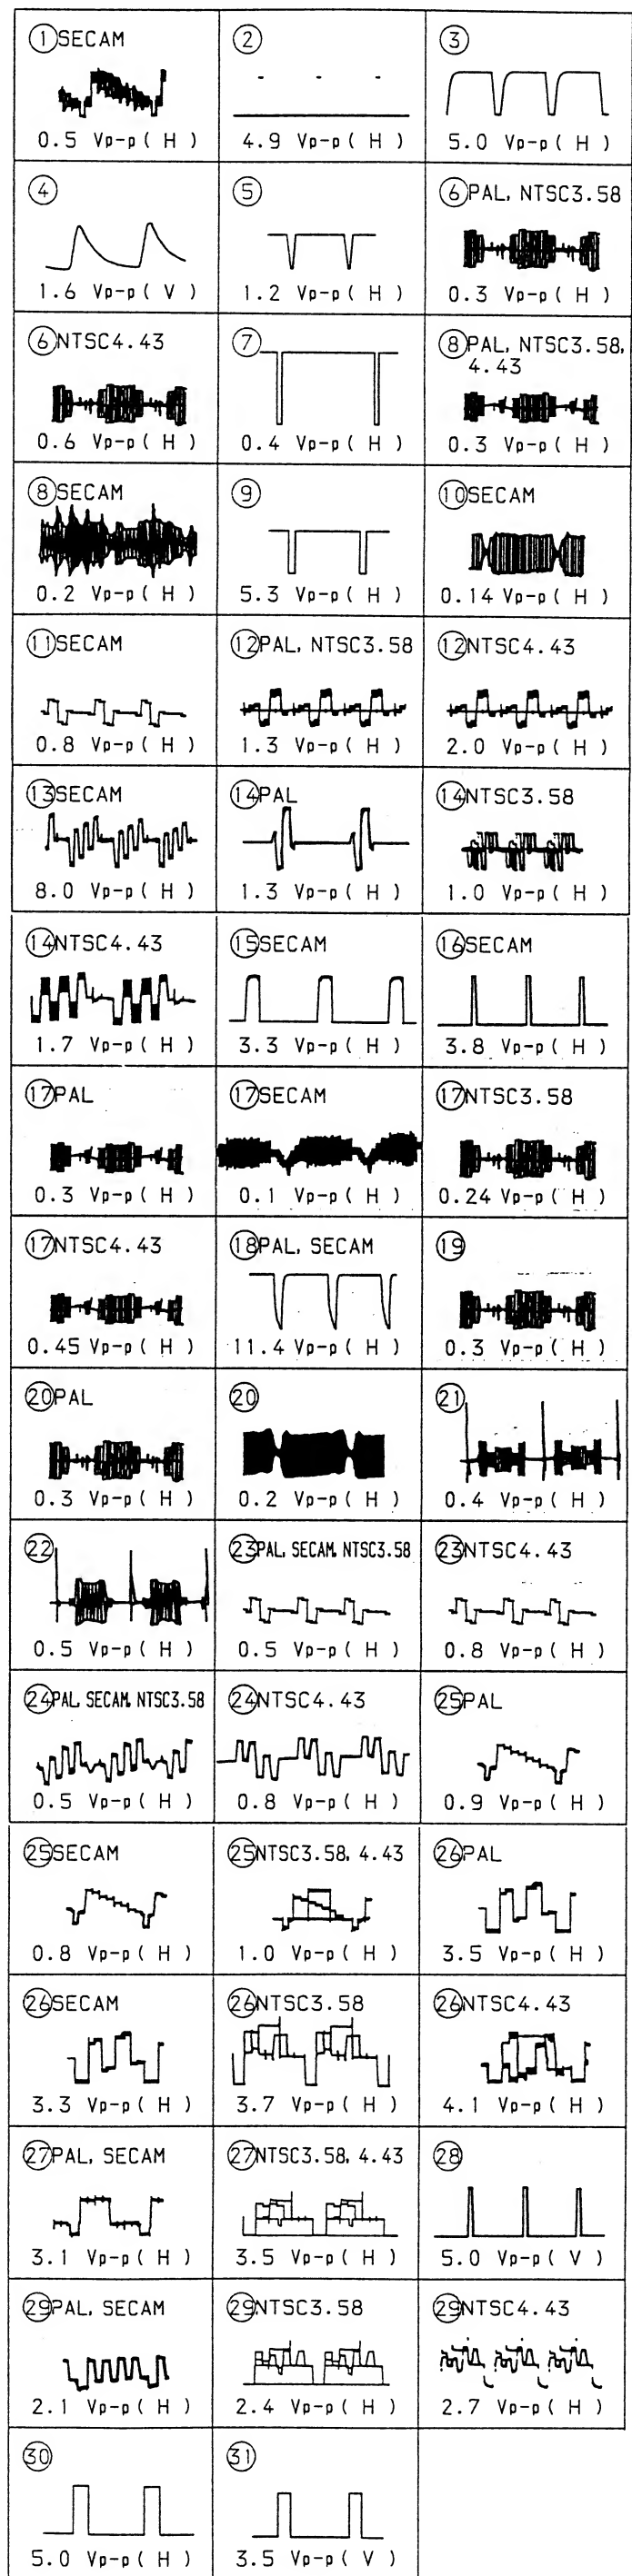 ①SECAM
0.5 Vp-p ( H )
②
4.9 Vp-p ( H )
③
5.0 Vp-p ( H )
④
1.6 Vp-p ( V )
⑤
1.2 Vp-p ( H )
⑥PAL, NTSC3.58
0.3 Vp-p ( H )
⑥NTSC4.43
0.6 Vp-p ( H )
⑦
0.4 Vp-p ( H )
⑧PAL, NTSC3.58,
4.43
0.3 Vp-p ( H )
⑧SECAM
0.2 Vp-p ( H )
⑨
5.3 Vp-p ( H )
⑩SECAM
0.14 Vp-p ( H )
⑪SECAM
0.8 Vp-p ( H )
⑫PAL, NTSC3.58
1.3 Vp-p ( H )
⑫NTSC4.43
2.0 Vp-p ( H )
⑬SECAM
8.0 Vp-p ( H )
⑭PAL
1.3 Vp-p ( H )
⑭NTSC3.58
1.0 Vp-p ( H )
⑭NTSC4.43
1.7 Vp-p ( H )
⑮SECAM
3.3 Vp-p ( H )
⑯SECAM
3.8 Vp-p ( H )
⑰PAL
0.3 Vp-p ( H )
⑰SECAM
0.1 Vp-p ( H )
⑰NTSC3.58
0.24 Vp-p ( H )
⑰NTSC4.43
0.45 Vp-p ( H )
⑱PAL, SECAM
11.4 Vp-p ( H )
⑲
0.3 Vp-p ( H )
⑳PAL
0.3 Vp-p ( H )
⑳
0.2 Vp-p ( H )
㉑
0.4 Vp-p ( H )
㉒
0.5 Vp-p ( H )
㉓PAL, SECAM, NTSC3.58
0.5 Vp-p ( H )
㉓NTSC4.43
0.8 Vp-p ( H )
㉔PAL, SECAM, NTSC3.58
0.5 Vp-p ( H )
㉔NTSC4.43
0.8 Vp-p ( H )
㉕PAL
0.9 Vp-p ( H )
㉕SECAM
0.8 Vp-p ( H )
㉕NTSC3.58, 4.43
1.0 Vp-p ( H )
㉖PAL
3.5 Vp-p ( H )
㉖SECAM
3.3 Vp-p ( H )
㉖NTSC3.58
3.7 Vp-p ( H )
㉖NTSC4.43
4.1 Vp-p ( H )
㉗PAL, SECAM
3.1 Vp-p ( H )
㉗NTSC3.58, 4.43
3.5 Vp-p ( H )
㉘
5.0 Vp-p ( V )
㉙PAL, SECAM
2.1 Vp-p ( H )
㉙NTSC3.58
2.4 Vp-p ( H )
㉙NTSC4.43
2.7 Vp-p ( H )
㉚
5.0 Vp-p ( H )
㉛
3.5 Vp-p ( V )